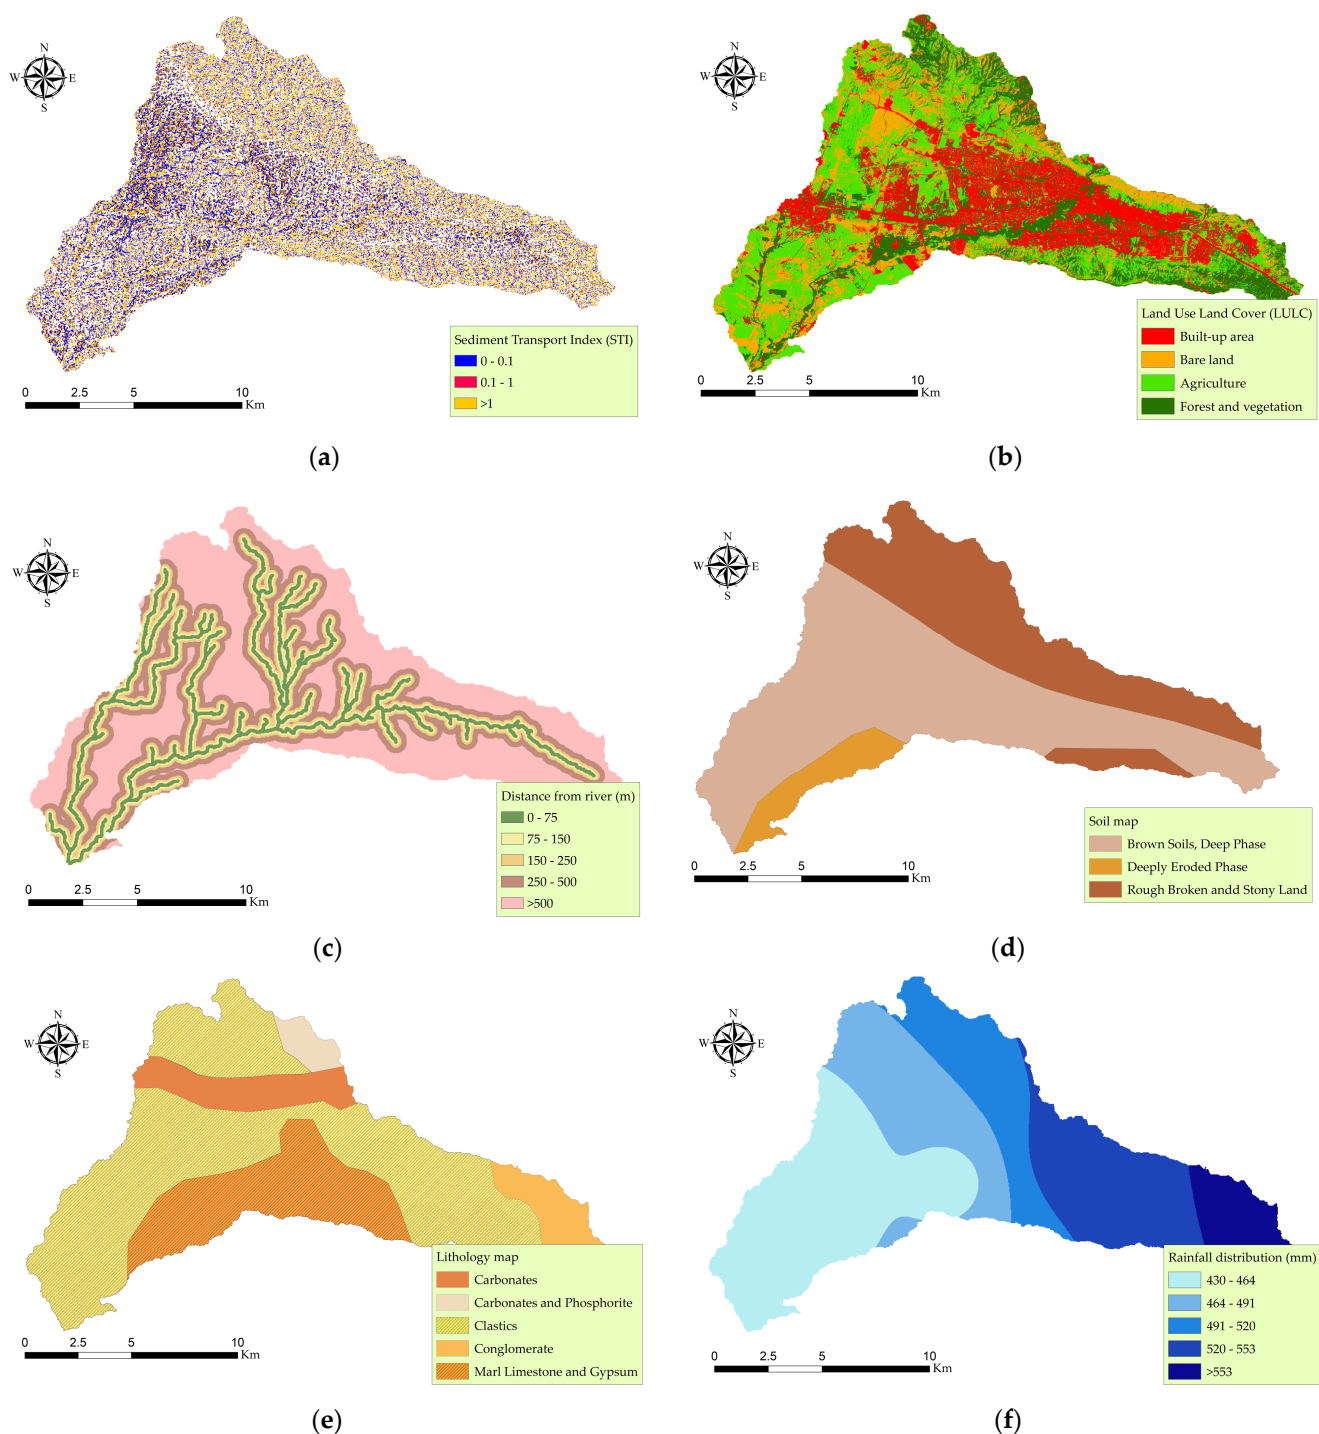 N
W E
S
Sediment Transport Index (STI)
0 - 0.1
0.1 - 1
>1
0 2.5 5 10
Km
(a)
N
W E
S
Land Use Land Cover (LULC)
Built-up area
Bare land
Agriculture
Forest and vegetation
0 2.5 5 10
Km
(b)
N
W E
S
Distance from river (m)
0 - 75
75 - 150
150 - 250
250 - 500
>500
0 2.5 5 10
Km
(c)
N
W E
S
Soil map
Brown Soils, Deep Phase
Deeply Eroded Phase
Rough Broken andd Stony Land
0 2.5 5 10
Km
(d)
N
W E
S
Lithology map
Carbonates
Carbonates and Phosphorite
Clastics
Conglomerate
Marl Limestone and Gypsum
0 2.5 5 10
Km
(e)
N
W E
S
Rainfall distribution (mm)
430 - 464
464 - 491
491 - 520
520 - 553
>553
0 2.5 5 10
Km
(f)